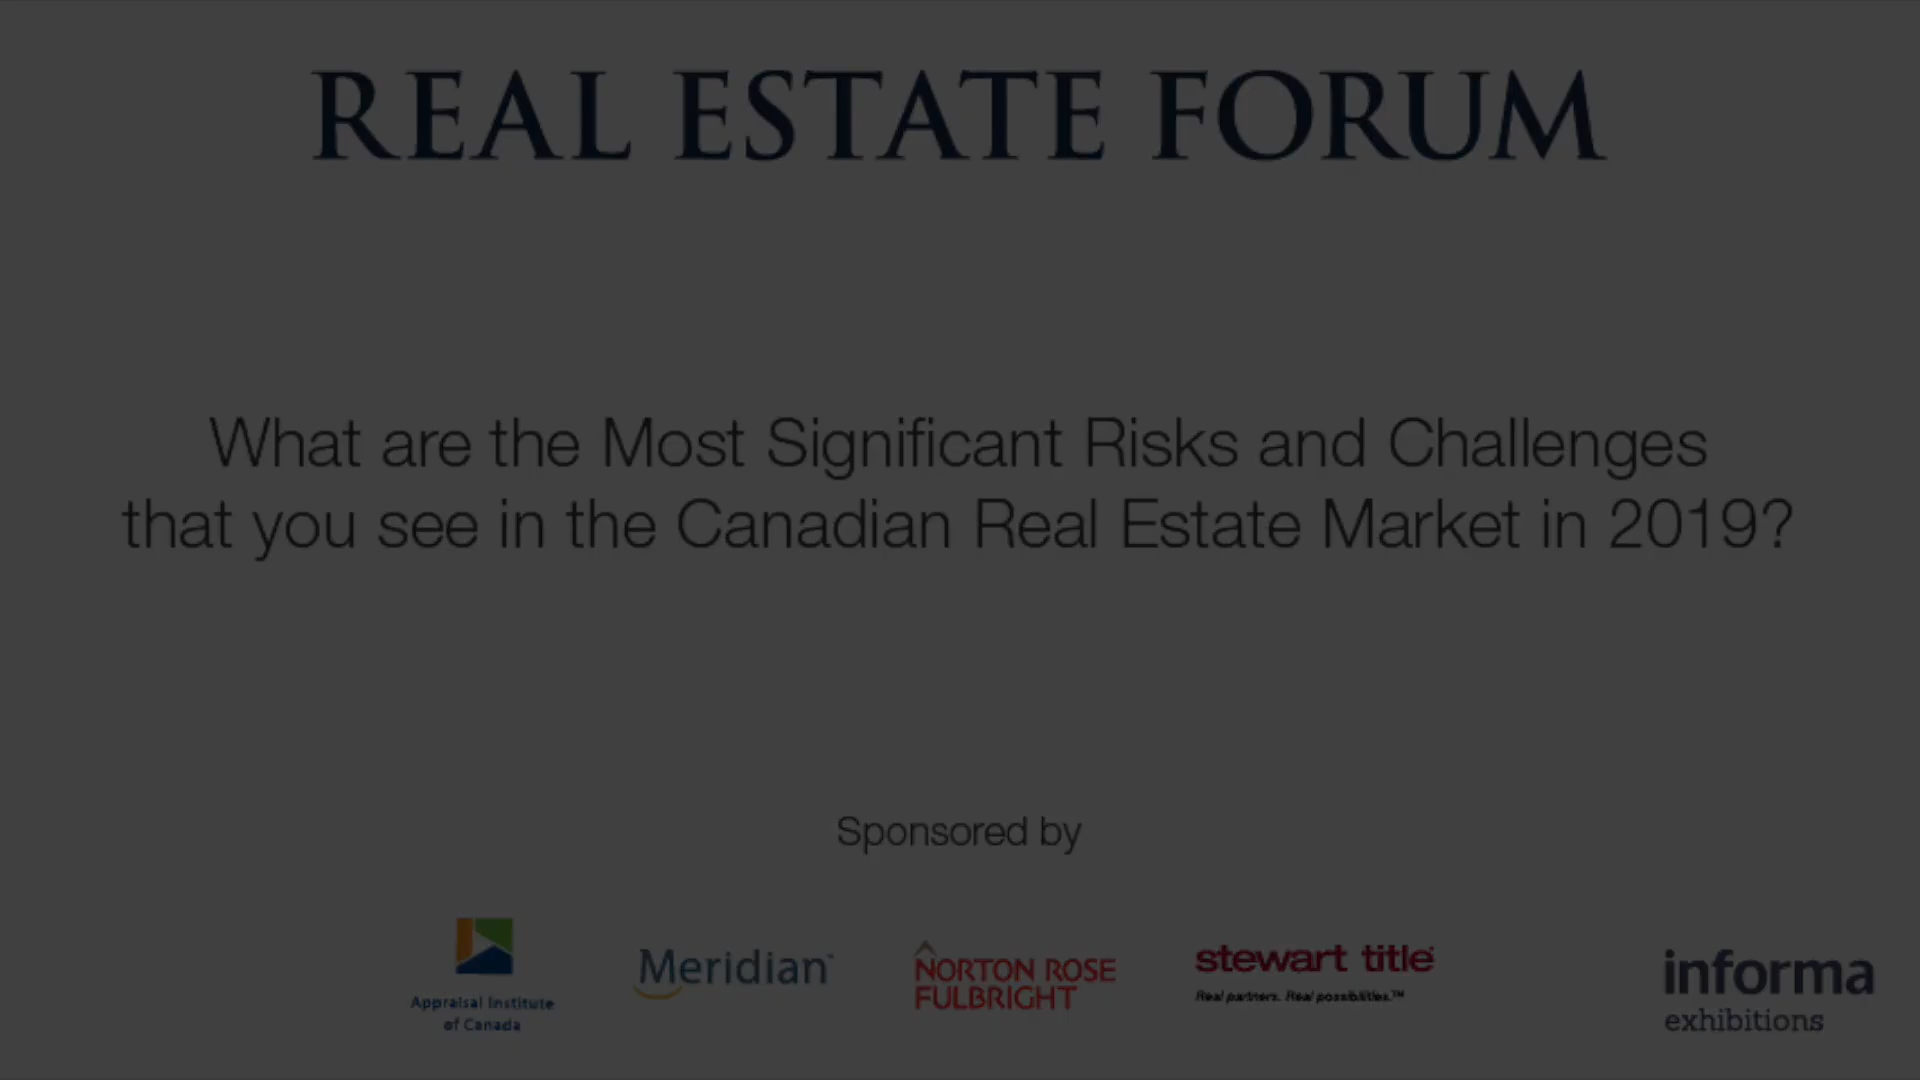 REAL ESTATE FORUM
What are the Most Significant Risks and Challenges
that you see in the Canadian Real Estate Market in 2019?
Sponsored by
Appraisal Institute
of Canada
Meridian™
NORTON ROSE
FULBRIGHT
stewart title
Real partners. Real possibilities.™
informa
exhibitions